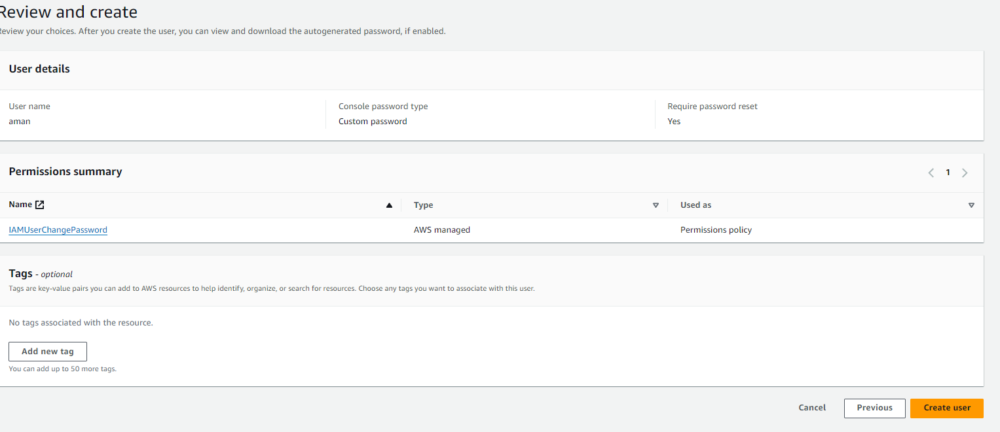 Review and create
Review your choices. After you create the user, you can view and download the autogenerated password, if enabled.
User details
User name
aman
Console password type
Custom password
Require password reset
Yes
Permissions summary
1
Name
Type
Used as
IAMUserChangePassword
AWS managed
Permissions policy
Tags - optional
Tags are key-value pairs you can add to AWS resources to help identify, organize, or search for resources. Choose any tags you want to associate with this user.
No tags associated with the resource.
Add new tag
You can add up to 50 more tags.
Cancel
Previous
Create user